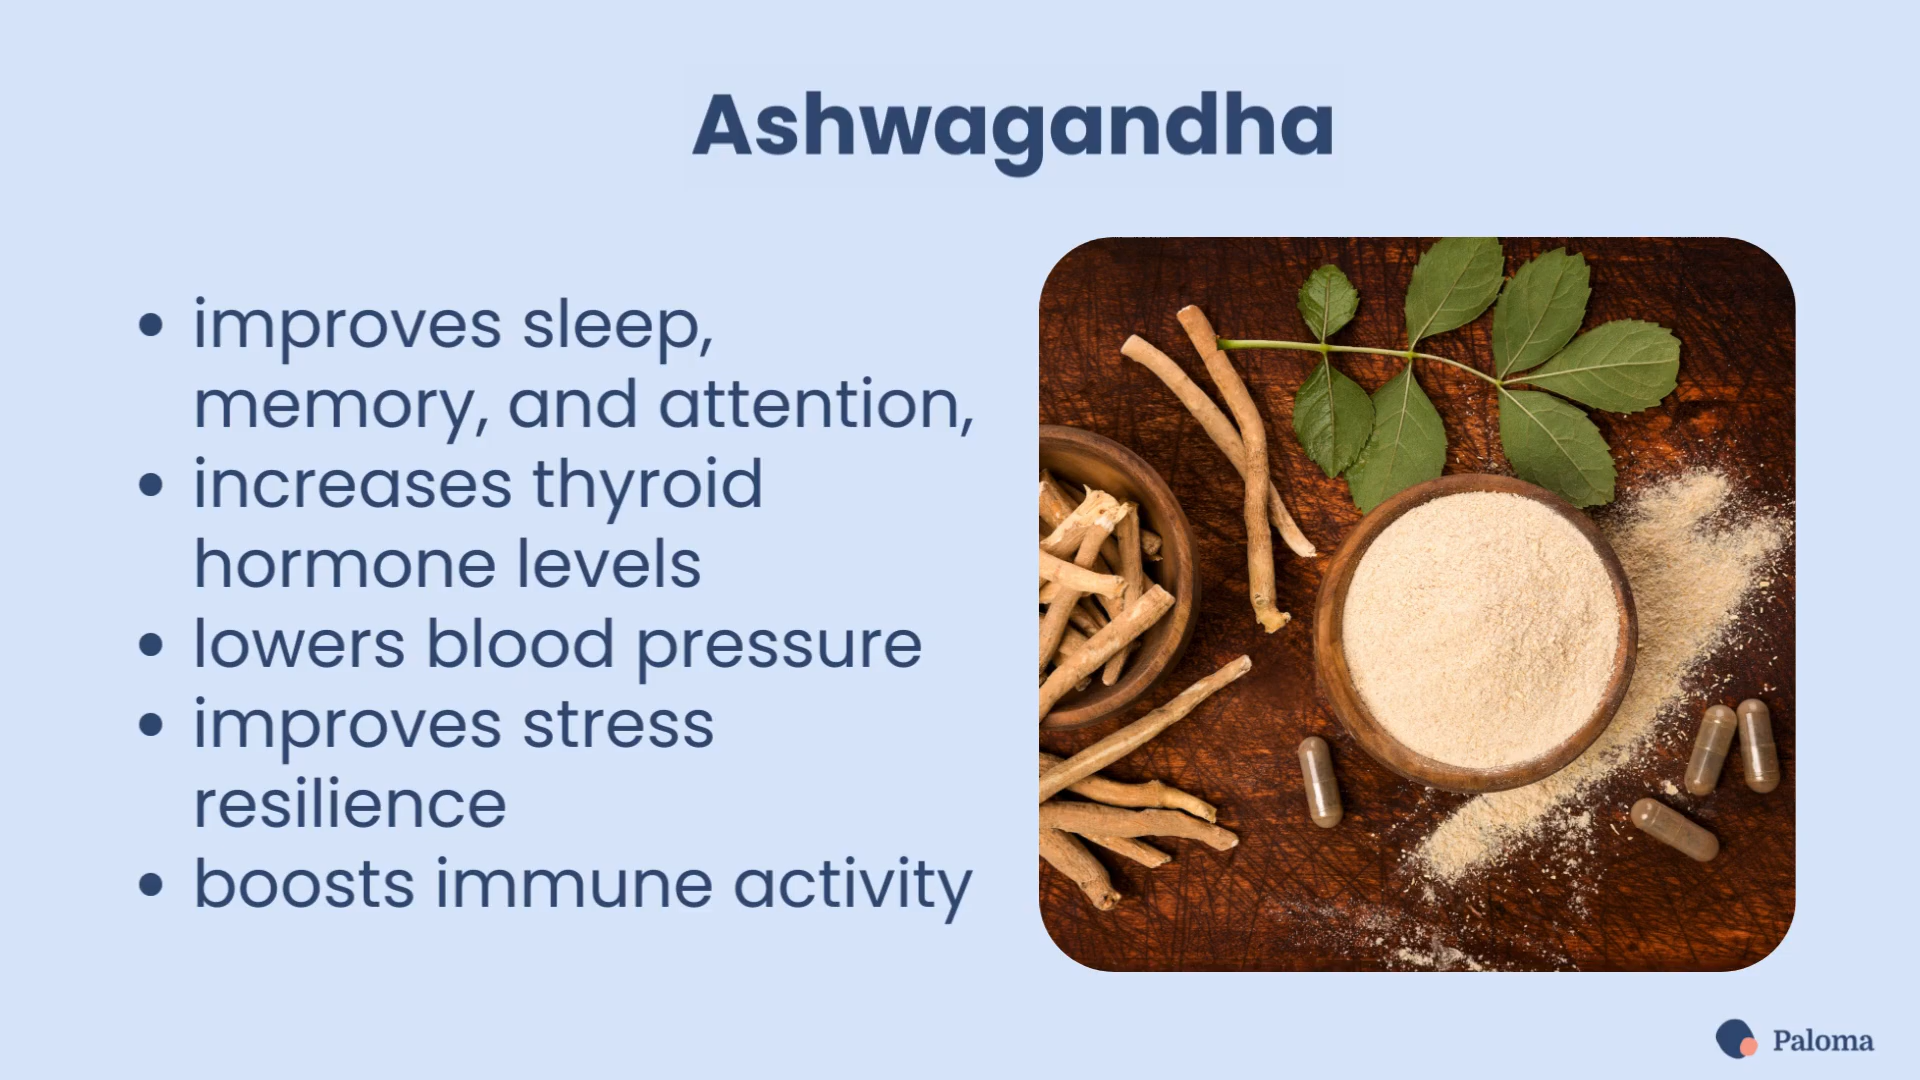 Ashwagandha
• improves sleep,
memory, and attention,
• increases thyroid
hormone levels
• lowers blood pressure
• improves stress
resilience
• boosts immune activity
Paloma